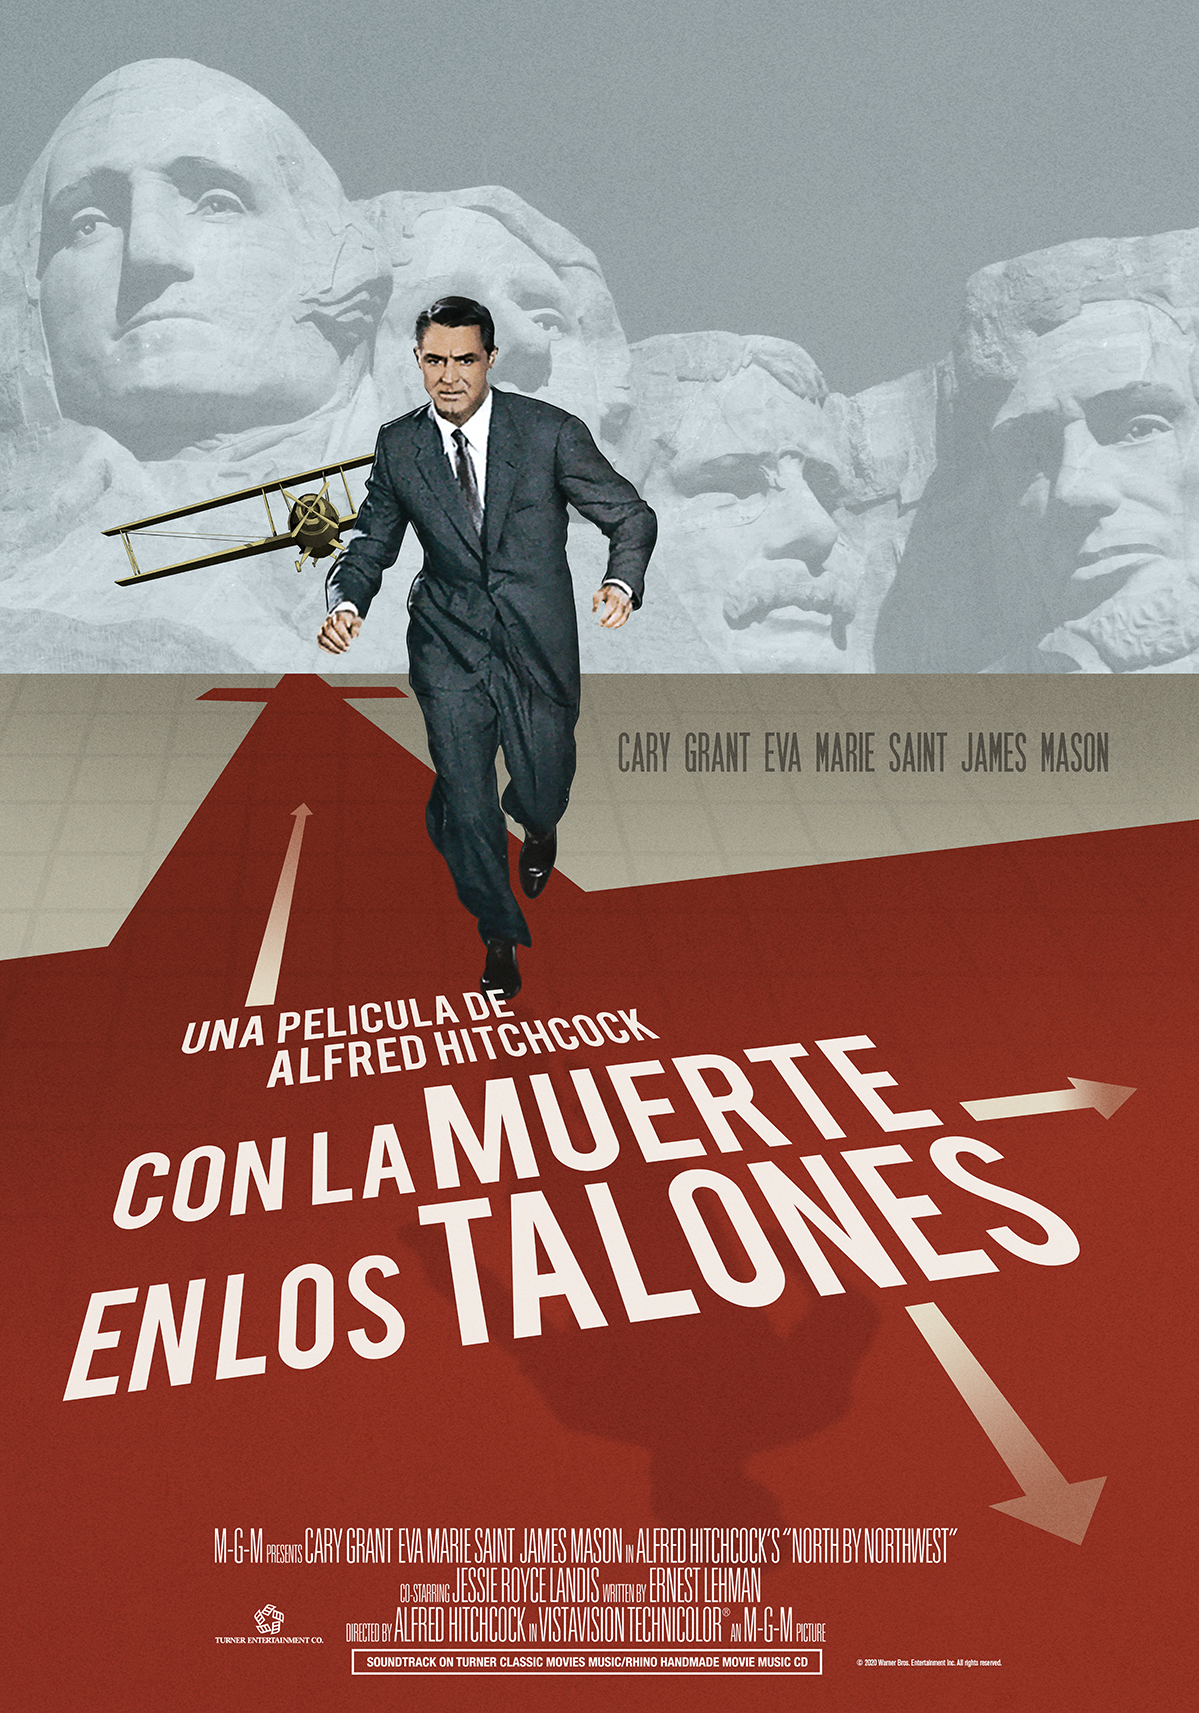 CARY GRANT EVA MARIE SAINT JAMES MASON
UNA PELICULA DE
ALFRED HITCHCOCK
CON LA MUERTE
EN LOS TALONES
M-G-M PRESENTS CARY GRANT EVA MARIE SAINT JAMES MASON IN ALFRED HITCHCOCK'S "NORTH BY NORTHWEST"
CO-STARRING JESSIE ROYCE LANDIS WRITTEN BY ERNEST LEHMAN
DIRECTED BY ALFRED HITCHCOCK IN VISTAVISION TECHNICOLOR® AN M-G-M PICTURE
TURNER ENTERTAINMENT CO.
SOUNDTRACK ON TURNER CLASSIC MOVIES MUSIC/RHINO HANDMADE MOVIE MUSIC CD
© 2020 Warner Bros. Entertainment Inc. All rights reserved.